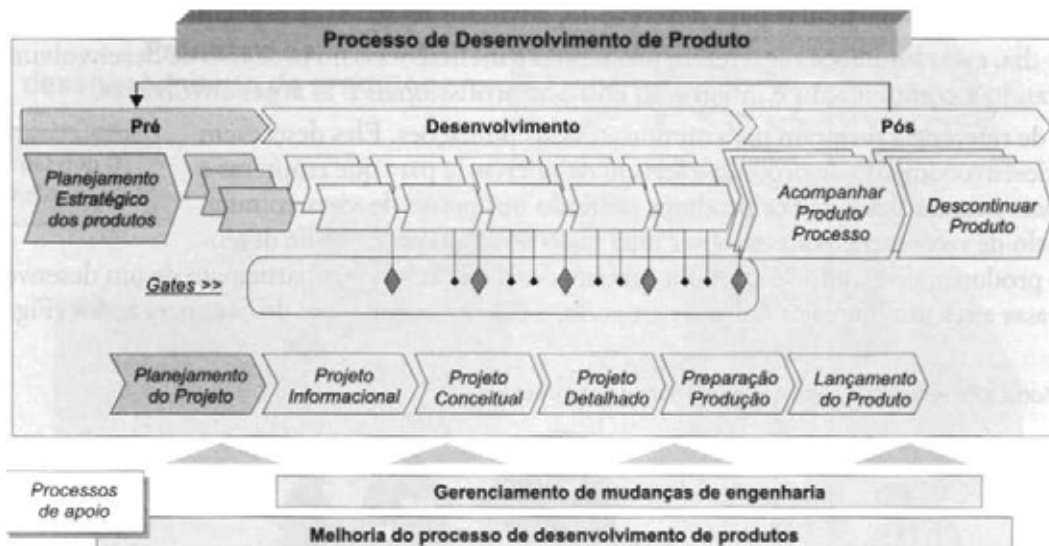 Processo de Desenvolvimento de Produto
Pré
Desenvolvimento
Pós
Planejamento
Estratégico
dos produtos
Acompanhar
Produto/
Processo
Descontinuar
Produto
Gates >>
Planejamento
do Projeto
Projeto
Informacional
Projeto
Conceitual
Projeto
Detalhado
Preparação
Produção
Lançamento
do Produto
Processos
de apoio
Gerenciamento de mudanças de engenharia
Melhoria do processo de desenvolvimento de produtos